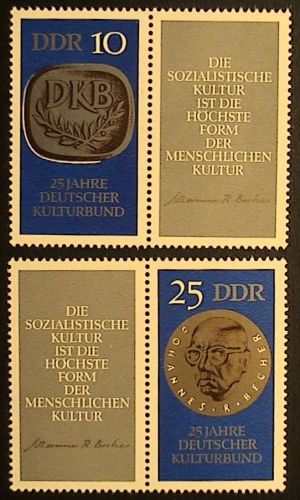 DDR 10
DKB
25 JAHRE
DEUTSCHER
KULTURBUND
DIE
SOZIALISTISCHE
KULTUR
IST DIE
HÖCHSTE
FORM
DER
MENSCHLICHEN
KULTUR
Johannes R. Becher
DIE
SOZIALISTISCHE
KULTUR
IST DIE
HÖCHSTE
FORM
DER
MENSCHLICHEN
KULTUR
Johannes R. Becher
25 DDR
JOHANNES · R · BECHER
25 JAHRE
DEUTSCHER
KULTURBUND